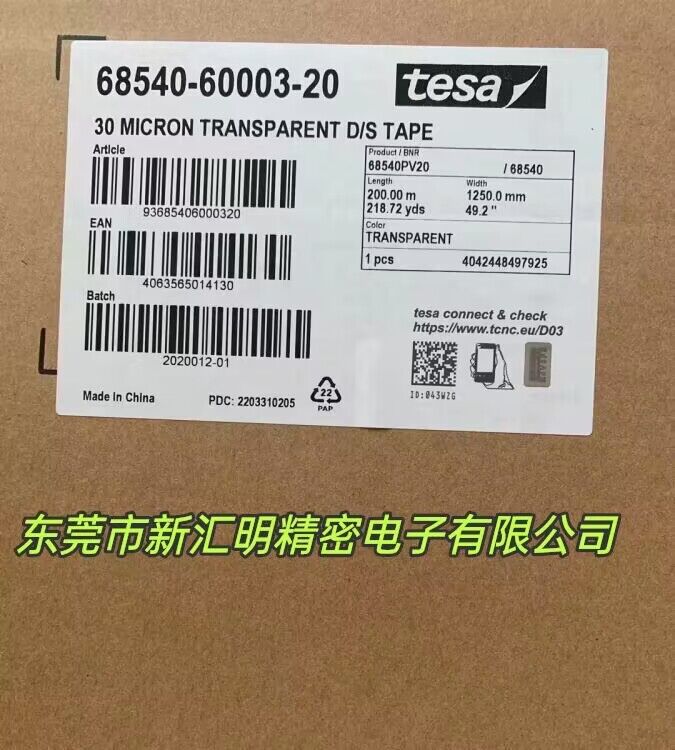 68540-60003-20
tesa
30 MICRON TRANSPARENT D/S TAPE
Article
93685406000320
EAN
4063565014130
Batch
2020012-01
Product / BNR
68540PV20 / 68540
Length Width
200.00 m 1250.0 mm
218.72 yds 49.2 "
Color
TRANSPARENT
1 pcs 4042448497925
tesa connect & check
https://www.tcnc.eu/D03
ID:043WZG
Made In China
PDC: 2203310205
22
PAP
东莞市新汇明精密电子有限公司